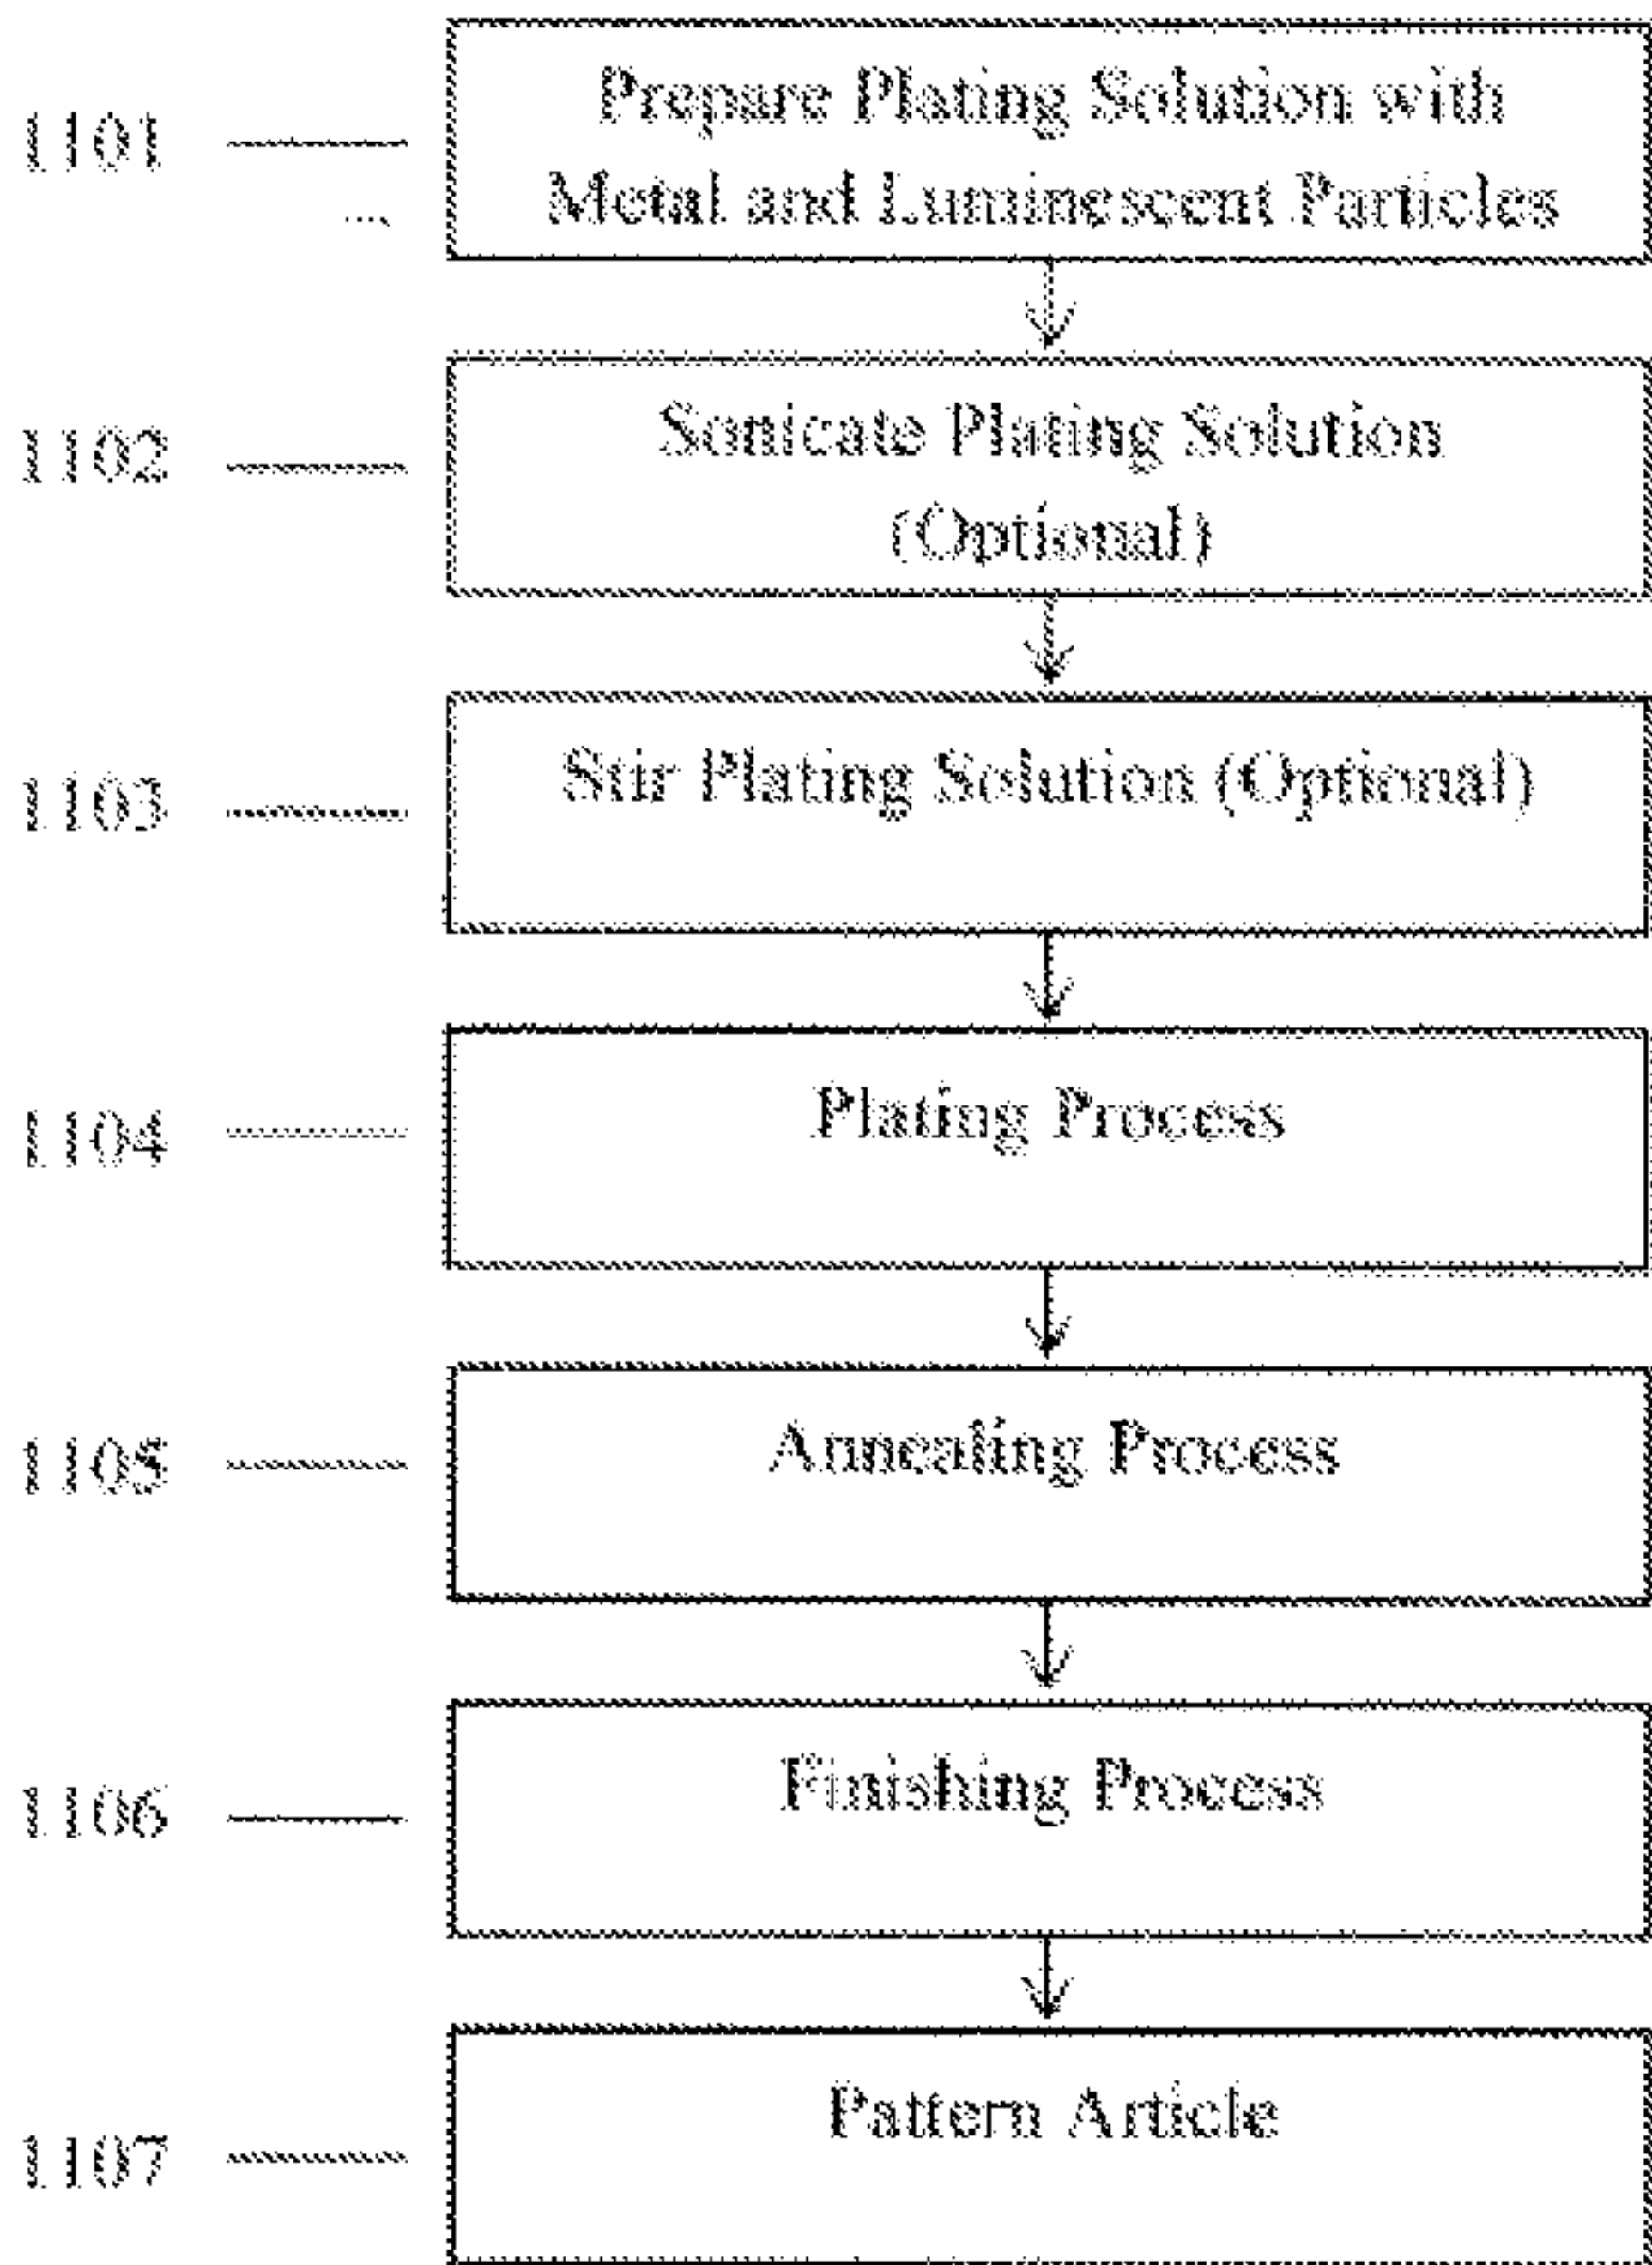 1101
Prepare Plating Solution with
Metal and Luminescent Particles
1102
Sonicate Plating Solution
(Optional)
1103
Stir Plating Solution (Optional)
1104
Plating Process
1105
Annealing Process
1106
Finishing Process
1107
Pattern Article